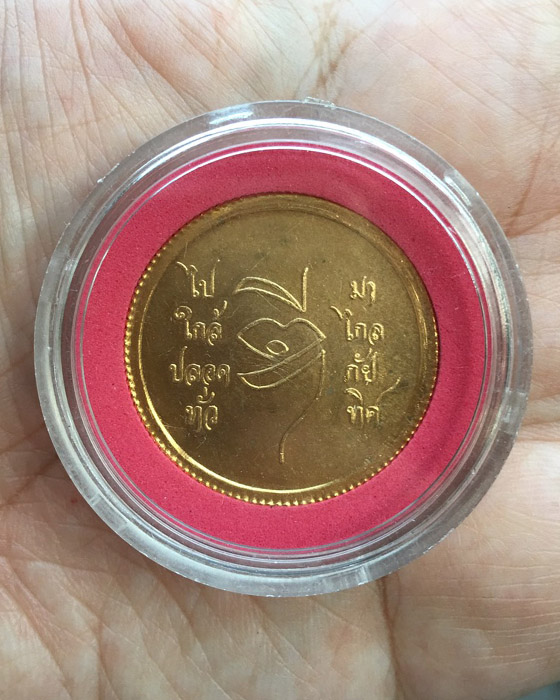 ไป มา
ใกล้ ไกล
ดี
ปลอด ภัย
ทั่ว ทิศ